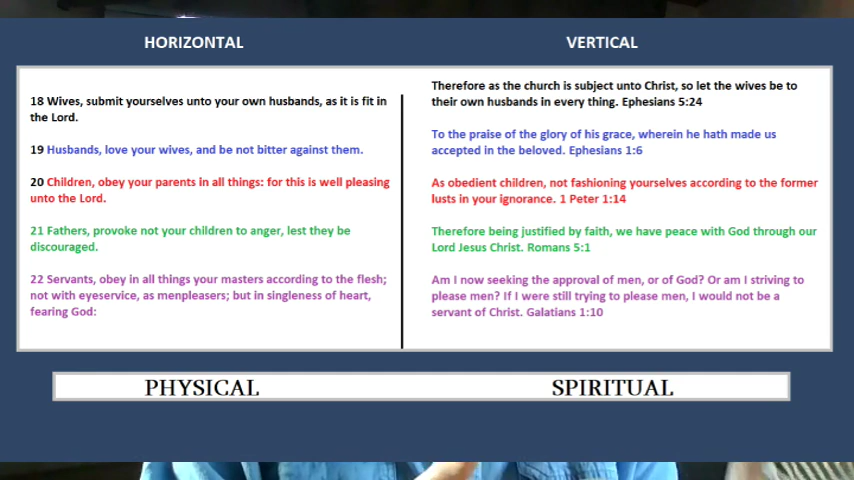 HORIZONTAL
VERTICAL
18 Wives, submit yourselves unto your own husbands, as it is fit in
the Lord.
19 Husbands, love your wives, and be not bitter against them.
20 Children, obey your parents in all things: for this is well pleasing
unto the Lord.
21 Fathers, provoke not your children to anger, lest they be
discouraged.
22 Servants, obey in all things your masters according to the flesh;
not with eyeservice, as menpleasers; but in singleness of heart,
fearing God:
Therefore as the church is subject unto Christ, so let the wives be to
their own husbands in every thing. Ephesians 5:24
To the praise of the glory of his grace, wherein he hath made us
accepted in the beloved. Ephesians 1:6
As obedient children, not fashioning yourselves according to the former
lusts in your ignorance. 1 Peter 1:14
Therefore being justified by faith, we have peace with God through our
Lord Jesus Christ. Romans 5:1
Am I now seeking the approval of men, or of God? Or am I striving to
please men? If I were still trying to please men, I would not be a
servant of Christ. Galatians 1:10
PHYSICAL
SPIRITUAL